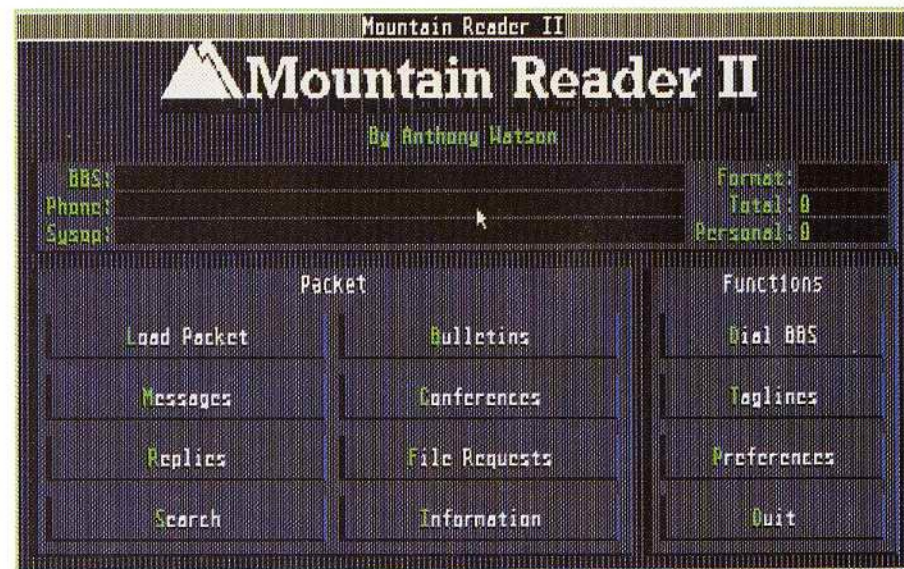 Mountain Reader II
Mountain Reader II
By Anthony Watson
BBS: Format:
Phone: Total: 0
Sysop: Personal: 0
Packet Functions
Load Packet Bulletins Dial BBS
Messages Conferences Taglines
Replies File Requests Preferences
Search Information Quit